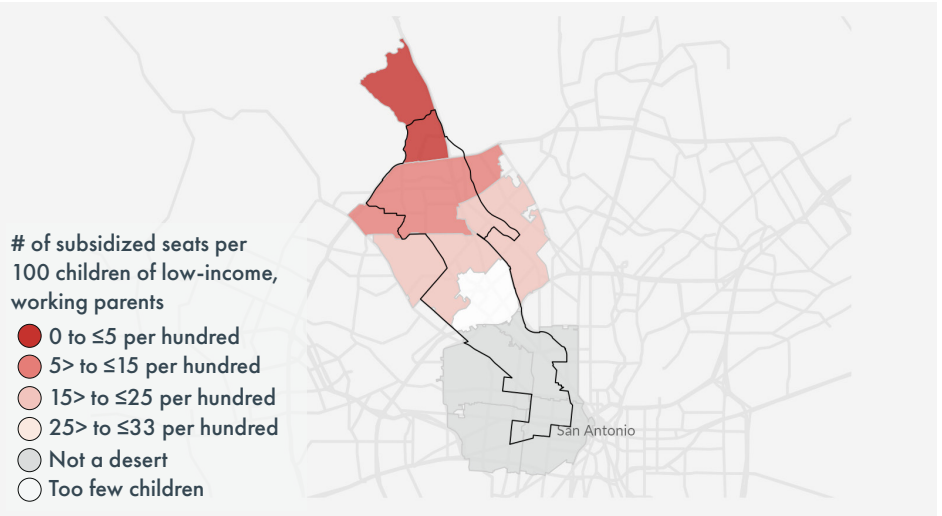 # of subsidized seats per
100 children of low-income,
working parents
0 to ≤5 per hundred
5> to ≤15 per hundred
15> to ≤25 per hundred
25> to ≤33 per hundred
Not a desert
Too few children
San Antonio